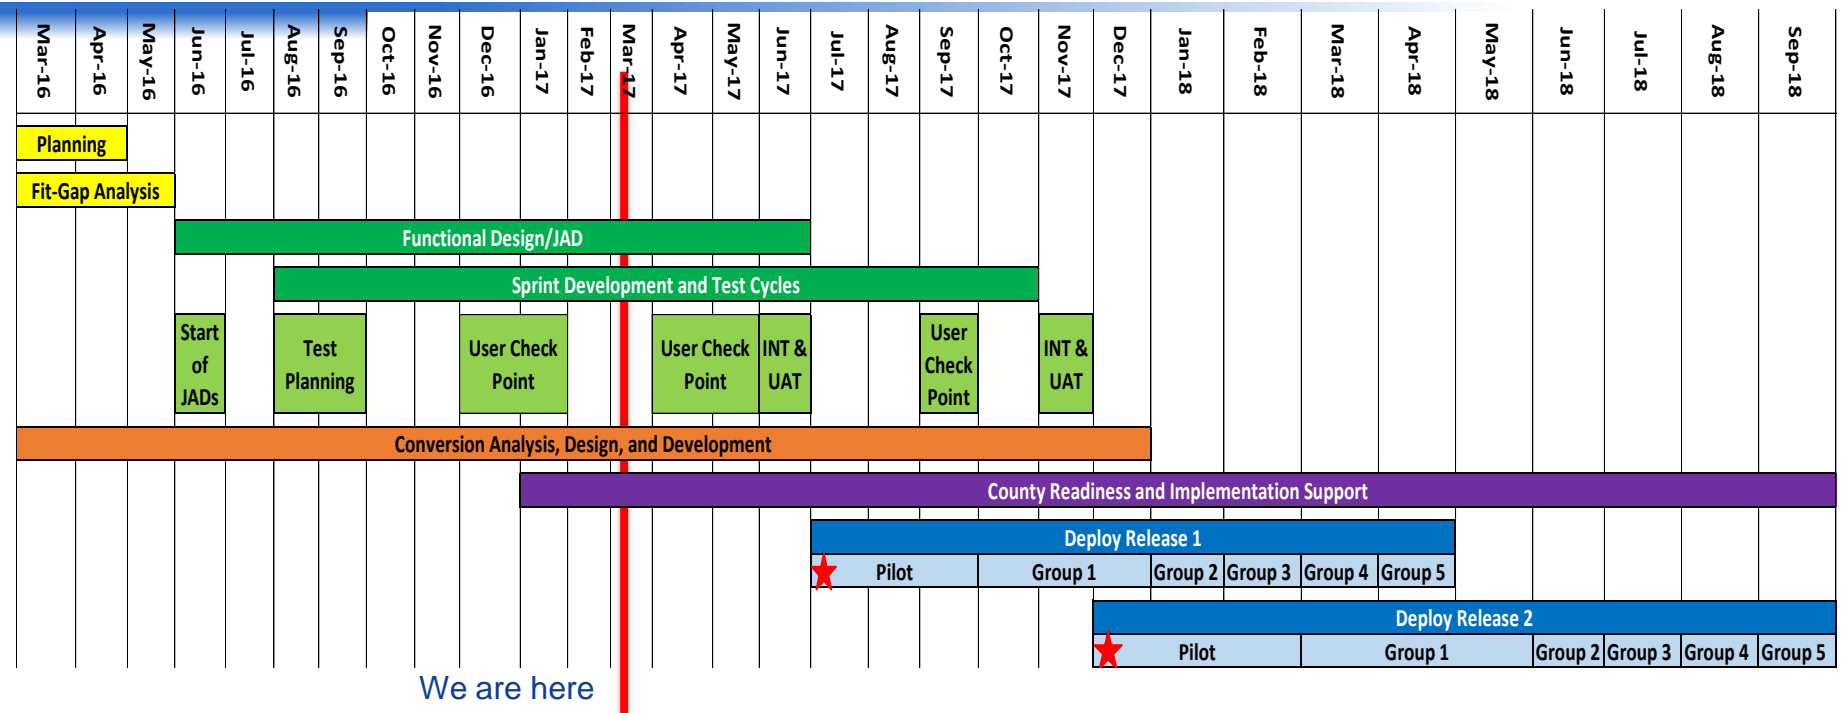 Mar-16
Apr-16
May-16
Jun-16
Jul-16
Aug-16
Sep-16
Oct-16
Nov-16
Dec-16
Jan-17
Feb-17
Mar-17
Apr-17
May-17
Jun-17
Jul-17
Aug-17
Sep-17
Oct-17
Nov-17
Dec-17
Jan-18
Feb-18
Mar-18
Apr-18
May-18
Jun-18
Jul-18
Aug-18
Sep-18
Planning
Fit-Gap Analysis
Functional Design/JAD
Sprint Development and Test Cycles
Start
of
JADs
Test
Planning
User Check
Point
User Check
Point
INT &
UAT
User
Check
Point
INT &
UAT
Conversion Analysis, Design, and Development
County Readiness and Implementation Support
Deploy Release 1
Pilot
Group 1
Group 2
Group 3
Group 4
Group 5
Deploy Release 2
Pilot
Group 1
Group 2
Group 3
Group 4
Group 5
We are here